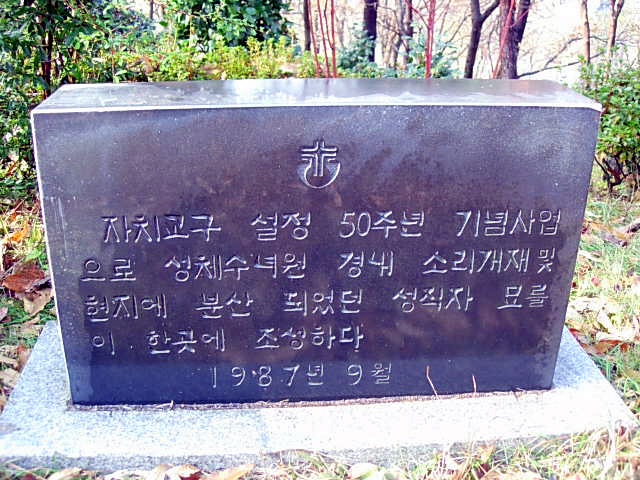 자치교구 설정 50주년 기념사업
으로 성체수녀원 경내 소리개재 및
현지에 분산 되었던 성직자 묘를
이 한곳에 조성하다
1987년 9월